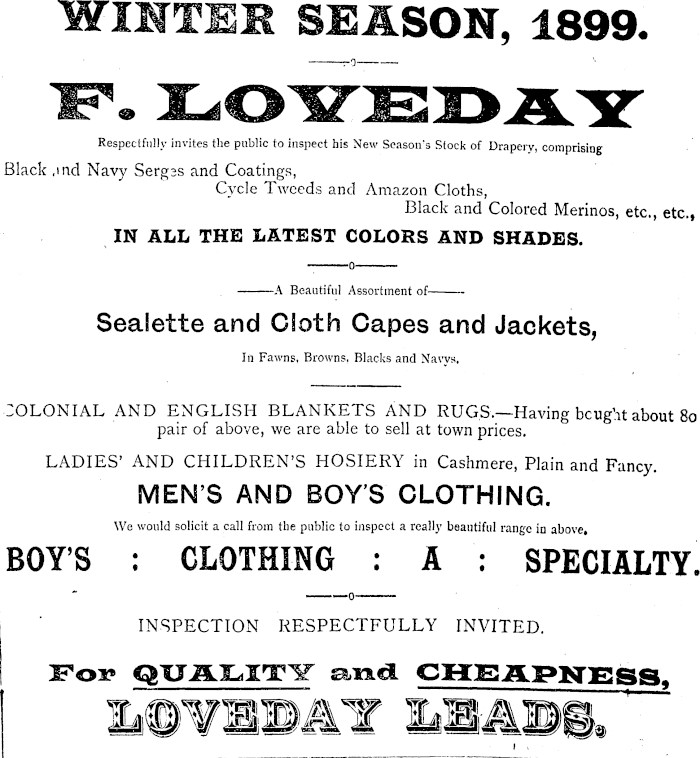 WINTER SEASON, 1899.
F. LOVEDAY
Respectfully invites the public to inspect his New Season's Stock of Drapery, comprising
Black and Navy Serges and Coatings,
Cycle Tweeds and Amazon Cloths,
Black and Colored Merinos, etc., etc.,
IN ALL THE LATEST COLORS AND SHADES.
A Beautiful Assortment of
Sealette and Cloth Capes and Jackets,
In Fawns, Browns, Blacks and Navys.
COLONIAL AND ENGLISH BLANKETS AND RUGS.—Having bought about 80
pair of above, we are able to sell at town prices.
LADIES' AND CHILDREN'S HOSIERY in Cashmere, Plain and Fancy.
MEN'S AND BOY'S CLOTHING.
We would solicit a call from the public to inspect a really beautiful range in above.
BOY'S : CLOTHING : A : SPECIALTY.
INSPECTION RESPECTFULLY INVITED.
For QUALITY and CHEAPNESS,
LOVEDAY LEADS.